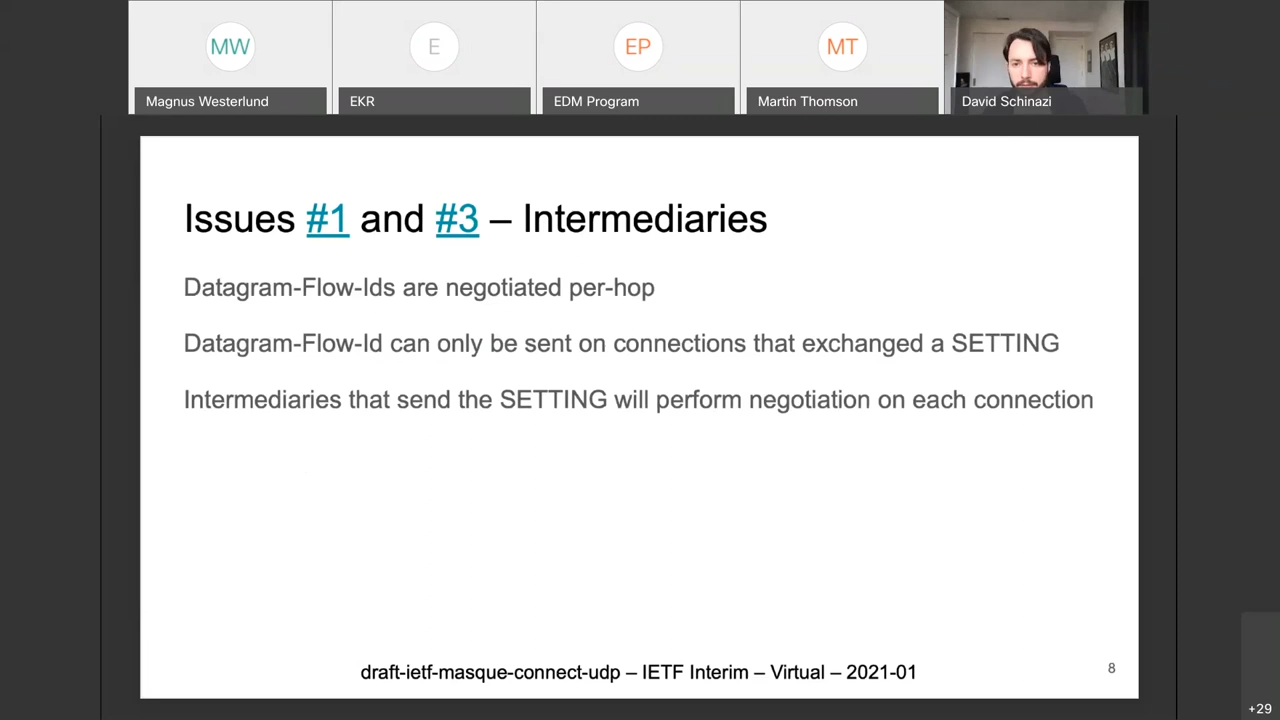 MW
E
EP
MT
Magnus Westerlund
EKR
EDM Program
Martin Thomson
David Schinazi
Issues #1 and #3 – Intermediaries
Datagram-Flow-Ids are negotiated per-hop
Datagram-Flow-Id can only be sent on connections that exchanged a SETTING
Intermediaries that send the SETTING will perform negotiation on each connection
draft-ietf-masque-connect-udp – IETF Interim – Virtual – 2021-01
8
+29